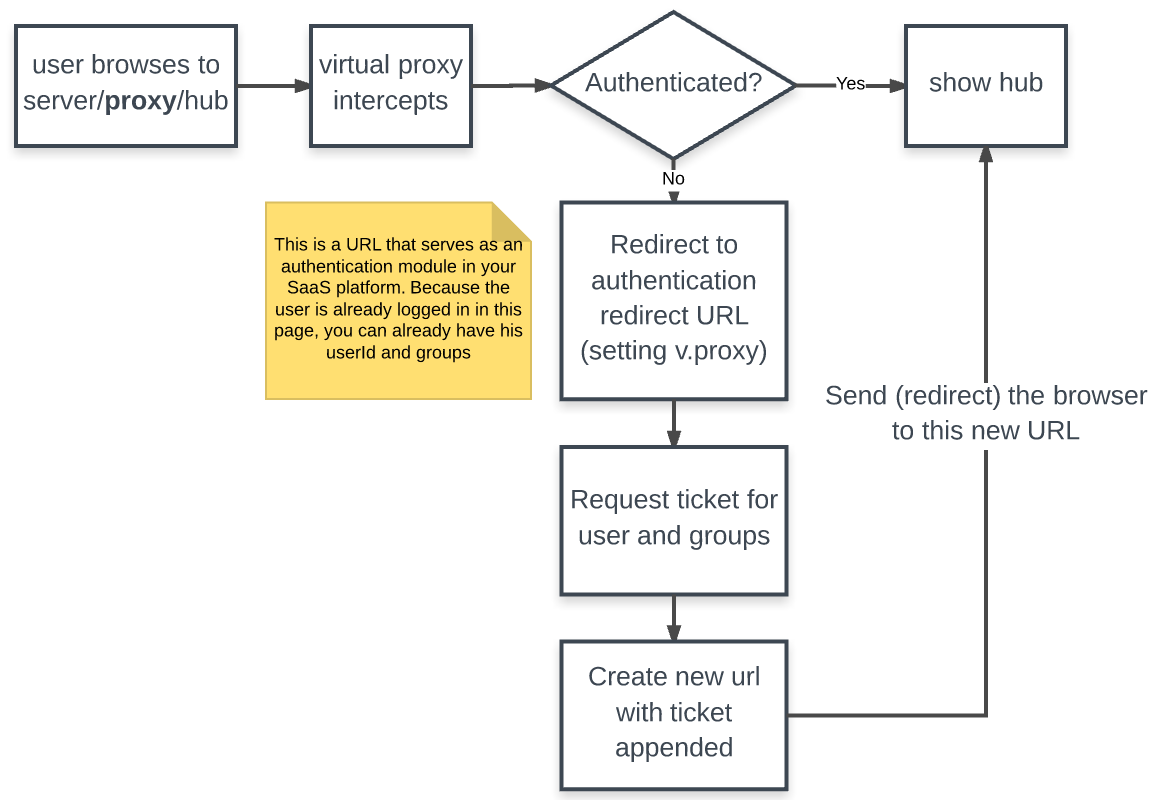 user browses to
server/proxy/hub
virtual proxy
intercepts
Authenticated?
Yes
show hub
No
This is a URL that serves as an
authentication module in your
SaaS platform. Because the
user is already logged in in this
page, you can already have his
userId and groups
Redirect to
authentication
redirect URL
(setting v.proxy)
Send (redirect) the browser
to this new URL
Request ticket for
user and groups
Create new url
with ticket
appended